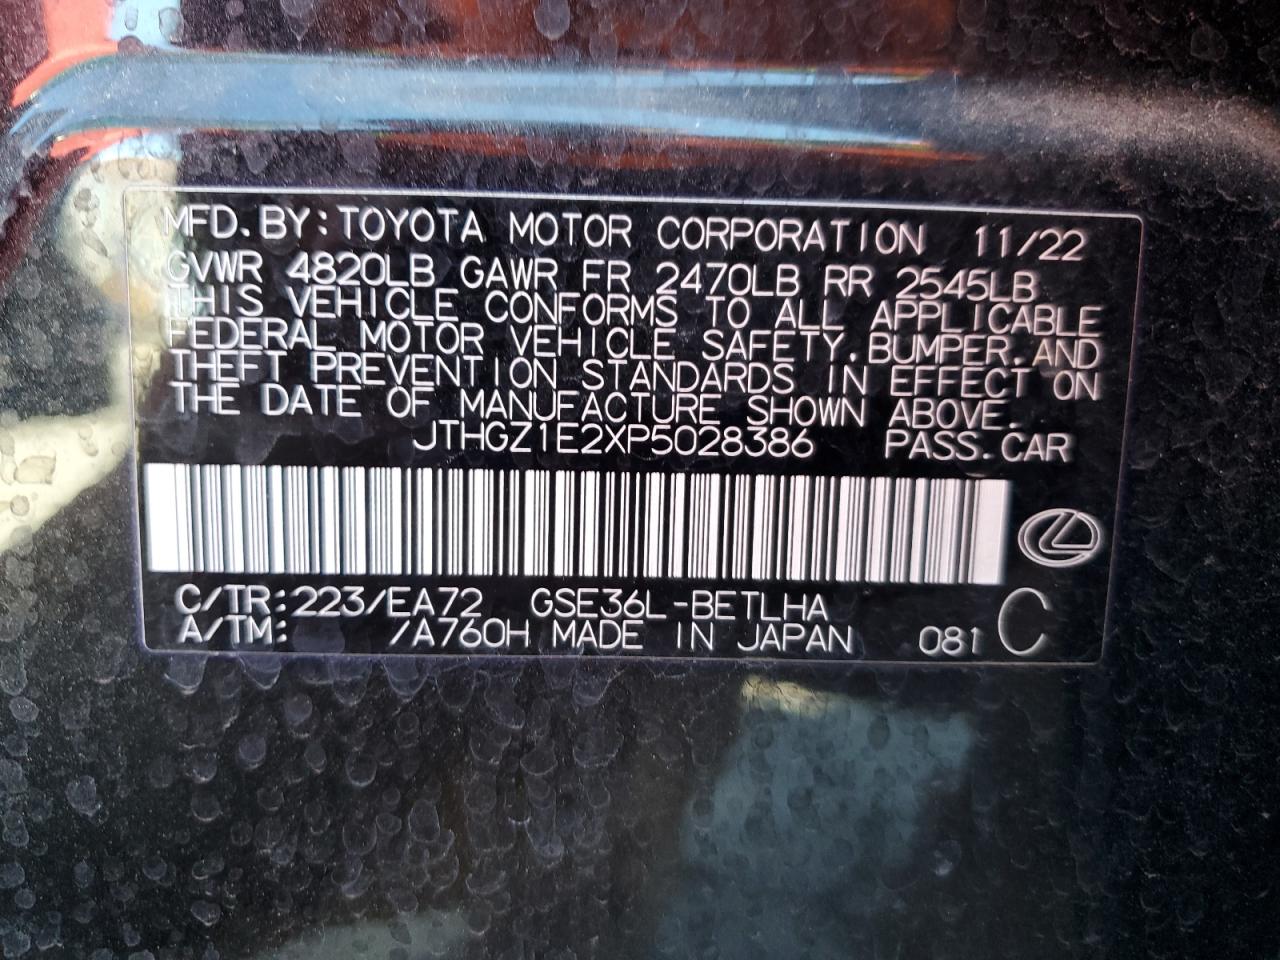 MFD. BY: TOYOTA MOTOR CORPORATION 11/22
GVWR 4820LB GAWR FR 2470LB RR 2545LB
THIS VEHICLE CONFORMS TO ALL APPLICABLE
FEDERAL MOTOR VEHICLE SAFETY, BUMPER, AND
THEFT PREVENTION STANDARDS IN EFFECT ON
THE DATE OF MANUFACTURE SHOWN ABOVE.
JTHGZ1E2XP5028386 PASS. CAR
C/TR: 223/EA72 GSE36L-BETLHA
A/TM: /A760H MADE IN JAPAN 081 C